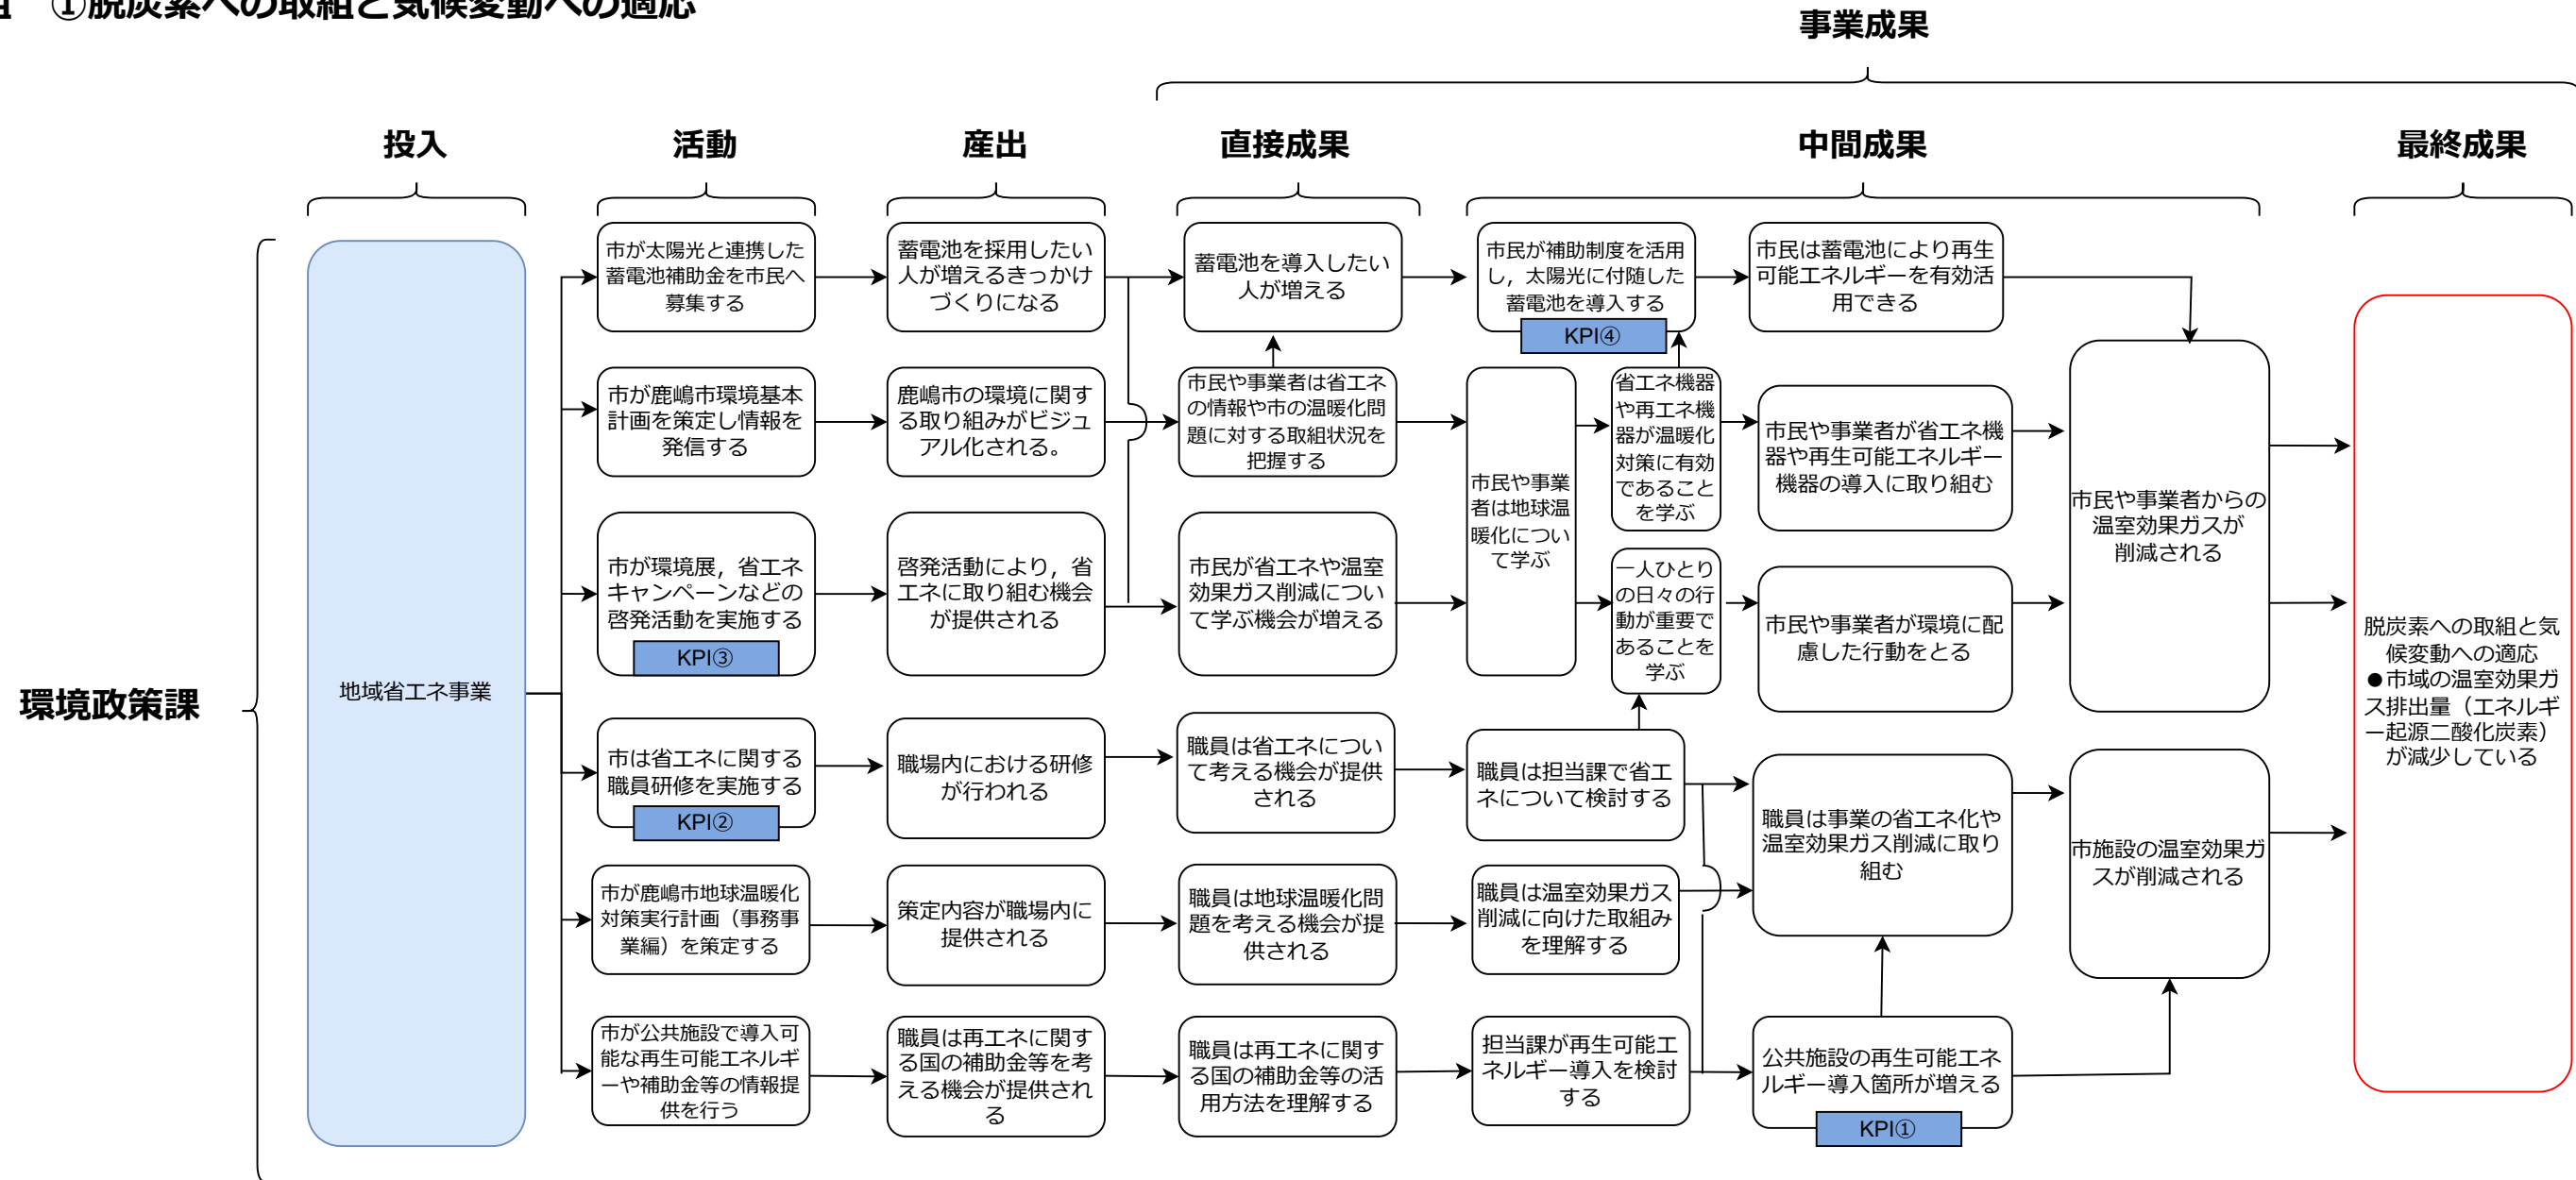 ①脱炭素への取組と気候変動への適応
事業成果
投入
活動
産出
直接成果
中間成果
最終成果
環境政策課
地域省エネ事業
市が太陽光と連携した
蓄電池補助金を市民へ
募集する
蓄電池を採用したい
人が増えるきっかけ
づくりになる
蓄電池を導入したい
人が増える
市民が補助制度を活用
し，太陽光に付随した
蓄電池を導入する
KPI④
市民は蓄電池により再生
可能エネルギーを有効活
用できる
市が鹿嶋市環境基本
計画を策定し情報を
発信する
鹿嶋市の環境に関す
る取り組みがビジュ
アル化される。
市民や事業者は省エネ
の情報や市の温暖化問
題に対する取組状況を
把握する
市民や事業
者は地球温
暖化につい
て学ぶ
省エネ機器
や再エネ機
器が温暖化
対策に有効
であること
を学ぶ
市民や事業者が省エネ機
器や再生可能エネルギー
機器の導入に取り組む
市民や事業者からの
温室効果ガスが
削減される
市が環境展，省エネ
キャンペーンなどの
啓発活動を実施する
KPI③
啓発活動により，省
エネに取り組む機会
が提供される
市民が省エネや温室
効果ガス削減につい
て学ぶ機会が増える
一人ひとり
の日々の行
動が重要で
あることを
学ぶ
市民や事業者が環境に配
慮した行動をとる
脱炭素への取組と気
候変動への適応
●市域の温室効果ガ
ス排出量（エネルギ
ー起源二酸化炭素）
が減少している
市は省エネに関する
職員研修を実施する
KPI②
職場内における研修
が行われる
職員は省エネについ
て考える機会が提供
される
職員は担当課で省エ
ネについて検討する
職員は事業の省エネ化や
温室効果ガス削減に取り
組む
市施設の温室効果ガ
スが削減される
市が鹿嶋市地球温暖化
対策実行計画（事務事
業編）を策定する
策定内容が職場内に
提供される
職員は地球温暖化問
題を考える機会が提
供される
職員は温室効果ガス
削減に向けた取組み
を理解する
市が公共施設で導入可
能な再生可能エネルギ
ーや補助金等の情報提
供を行う
職員は再エネに関す
る国の補助金等を考
える機会が提供され
る
職員は再エネに関す
る国の補助金等の活
用方法を理解する
担当課が再生可能エ
ネルギー導入を検討
する
公共施設の再生可能エネ
ルギー導入箇所が増える
KPI①